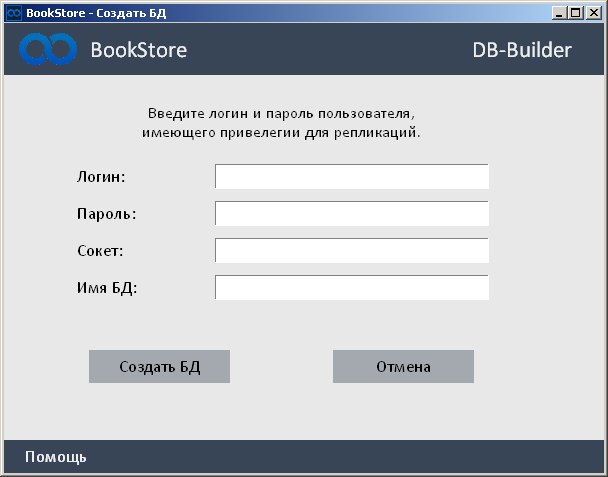 BookStore - Создать БД
BookStore
DB-Builder
Введите логин и пароль пользователя,
имеющего привелегии для репликаций.
Логин:
Пароль:
Сокет:
Имя БД:
Создать БД
Отмена
Помощь